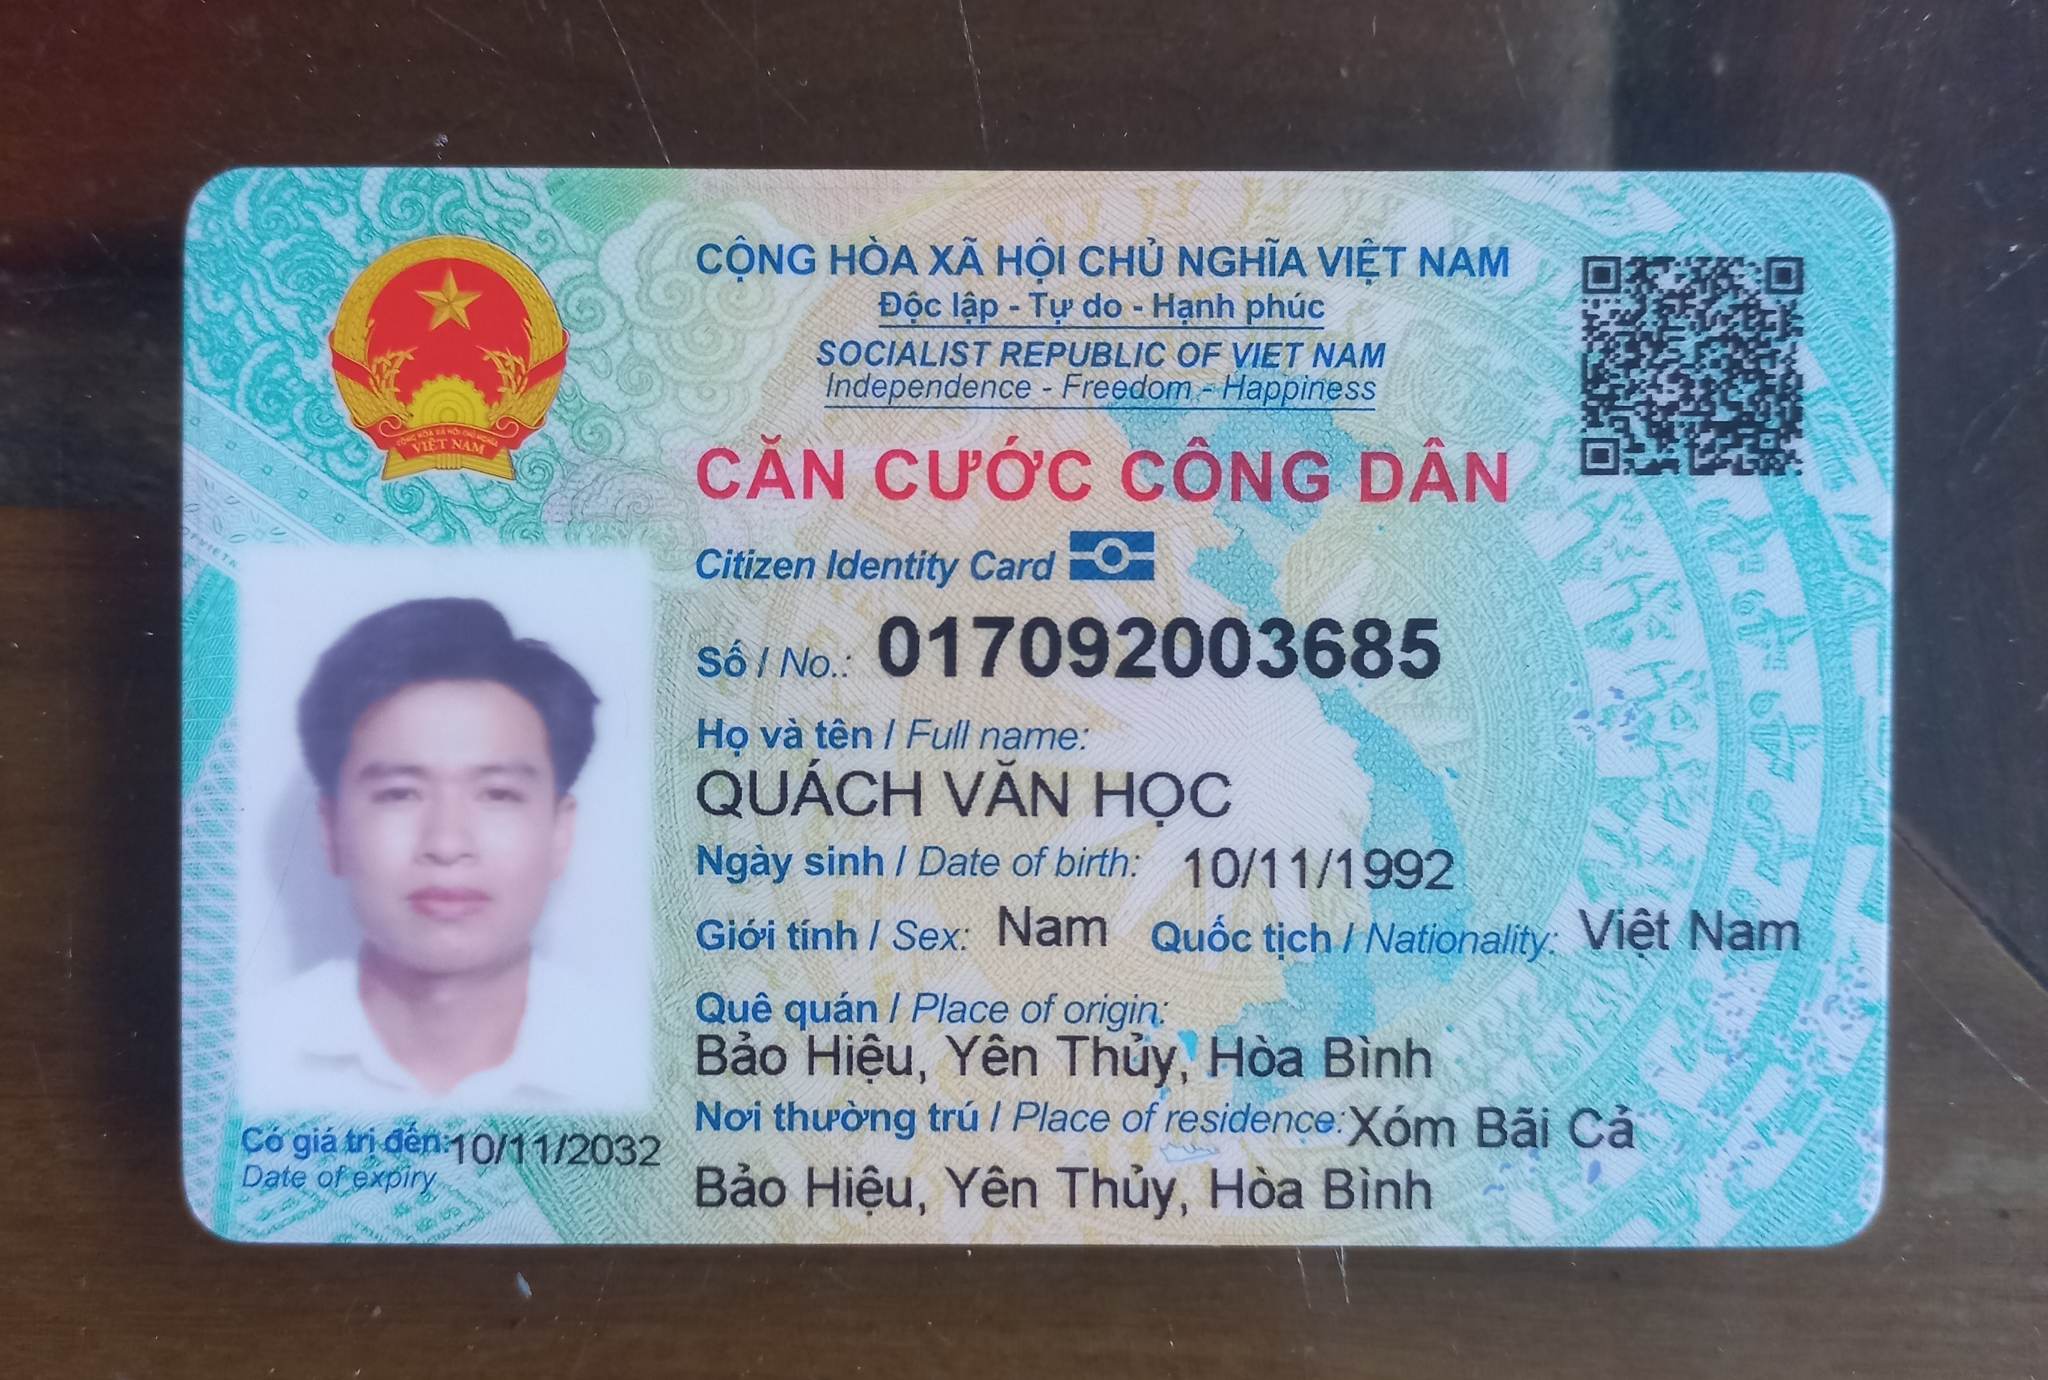 CỘNG HÒA XÃ HỘI CHỦ NGHĨA VIỆT NAM
Độc lập - Tự do - Hạnh phúc
SOCIALIST REPUBLIC OF VIET NAM
Independence - Freedom - Happiness
CỘNG HÒA XÃ HỘI CHỦ NGHĨA
VIỆT NAM
CĂN CƯỚC CÔNG DÂN
Citizen Identity Card
Số / No.: 017092003685
Họ và tên / Full name:
QUÁCH VĂN HỌC
Ngày sinh / Date of birth: 10/11/1992
Giới tính / Sex: Nam Quốc tịch / Nationality: Việt Nam
Quê quán / Place of origin:
Bảo Hiệu, Yên Thủy, Hòa Bình
Nơi thường trú / Place of residence: Xóm Bãi Cả
Bảo Hiệu, Yên Thủy, Hòa Bình
Có giá trị đến: 10/11/2032
Date of expiry